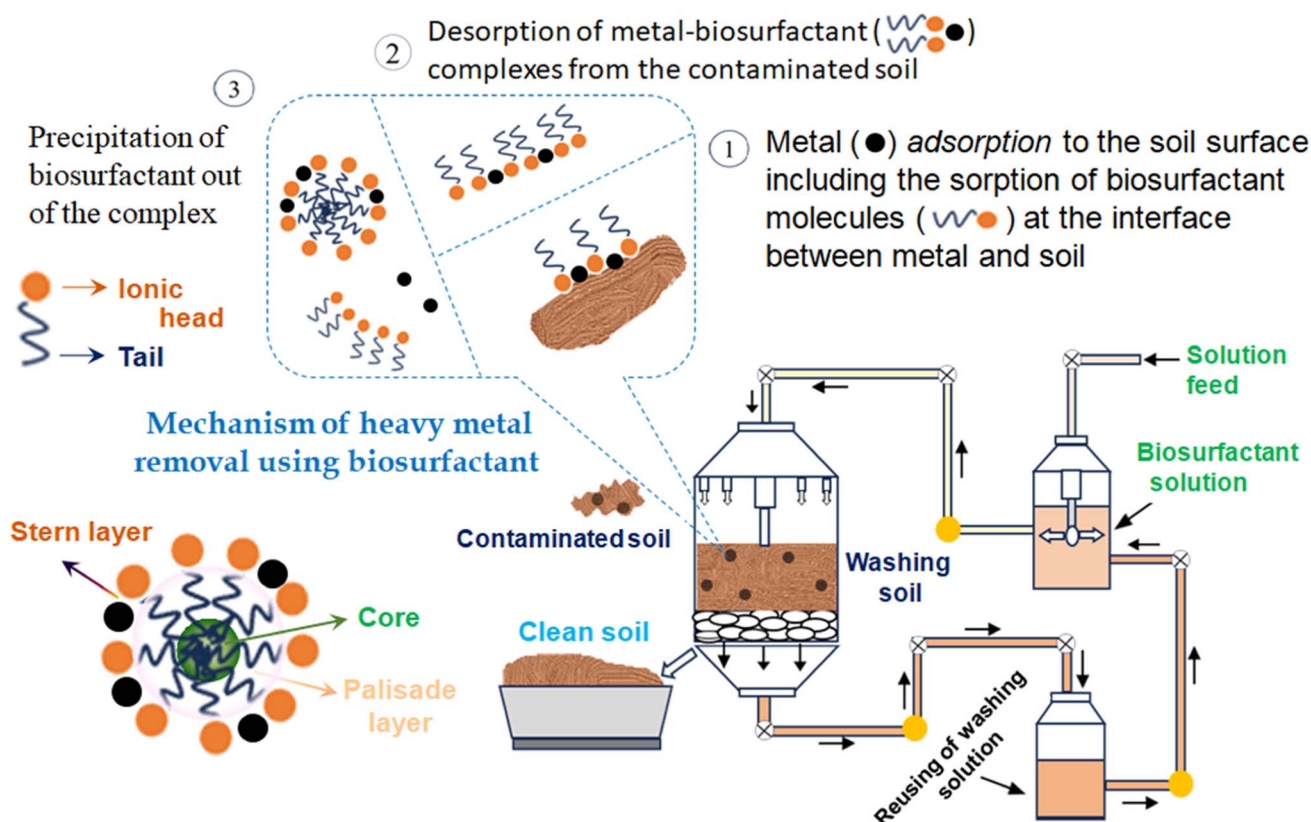 2 Desorption of metal-biosurfactant ( )
complexes from the contaminated soil
3
Precipitation of
biosurfactant out
of the complex
1 Metal ( ● ) adsorption to the soil surface
including the sorption of biosurfactant
molecules ( ) at the interface
between metal and soil
Ionic
head
Tail
Mechanism of heavy metal
removal using biosurfactant
Solution
feed
Biosurfactant
solution
Contaminated soil
Washing
soil
Stern layer
Core
Palisade
layer
Clean soil
Reusing of washing
solution